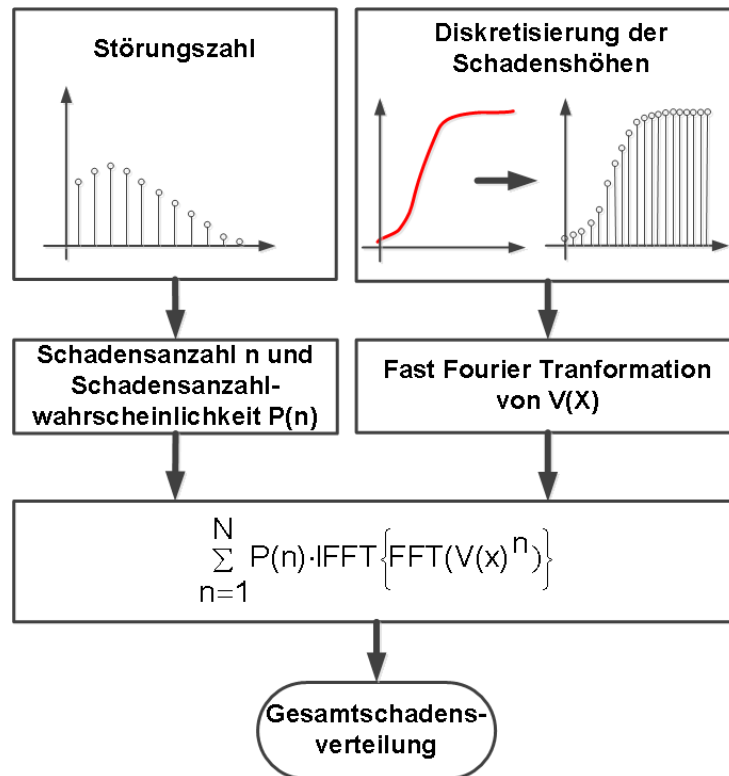 Störungszahl
Diskretisierung der
Schadenshöhen
Schadensanzahl n und
Schadensanzahl-
wahrscheinlichkeit P(n)
Fast Fourier Tranformation
von V(X)
N
∑ P(n)·IFFT{FFT(V(x)^n)}
n=1
Gesamtschadens-
verteilung